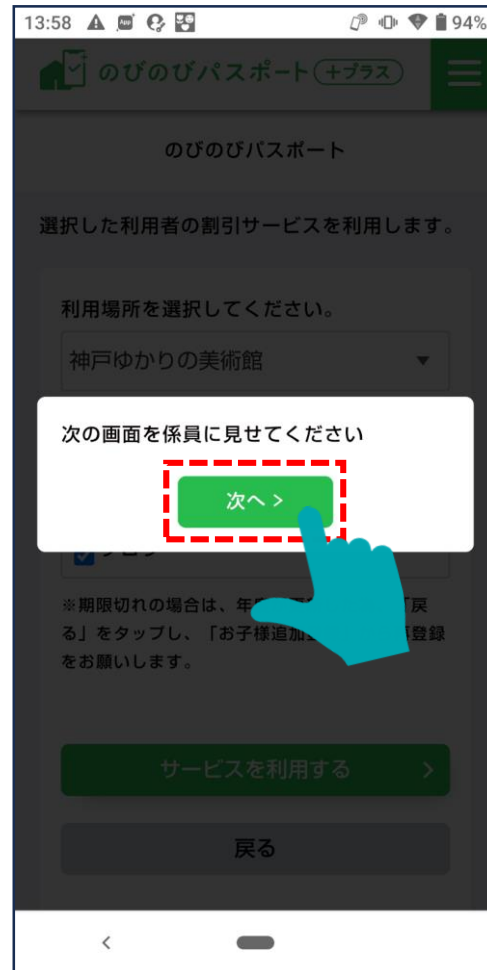 13:58
94%
のびのびパスポート +プラス
のびのびパスポート
選択した利用者の割引サービスを利用します。
利用場所を選択してください。
神戸ゆかりの美術館
次の画面を係員に見せてください
次へ >
※期限切れの場合は、年 「戻
る」をタップし、「お子様追加 登録
をお願いします。
サービスを利用する
戻る